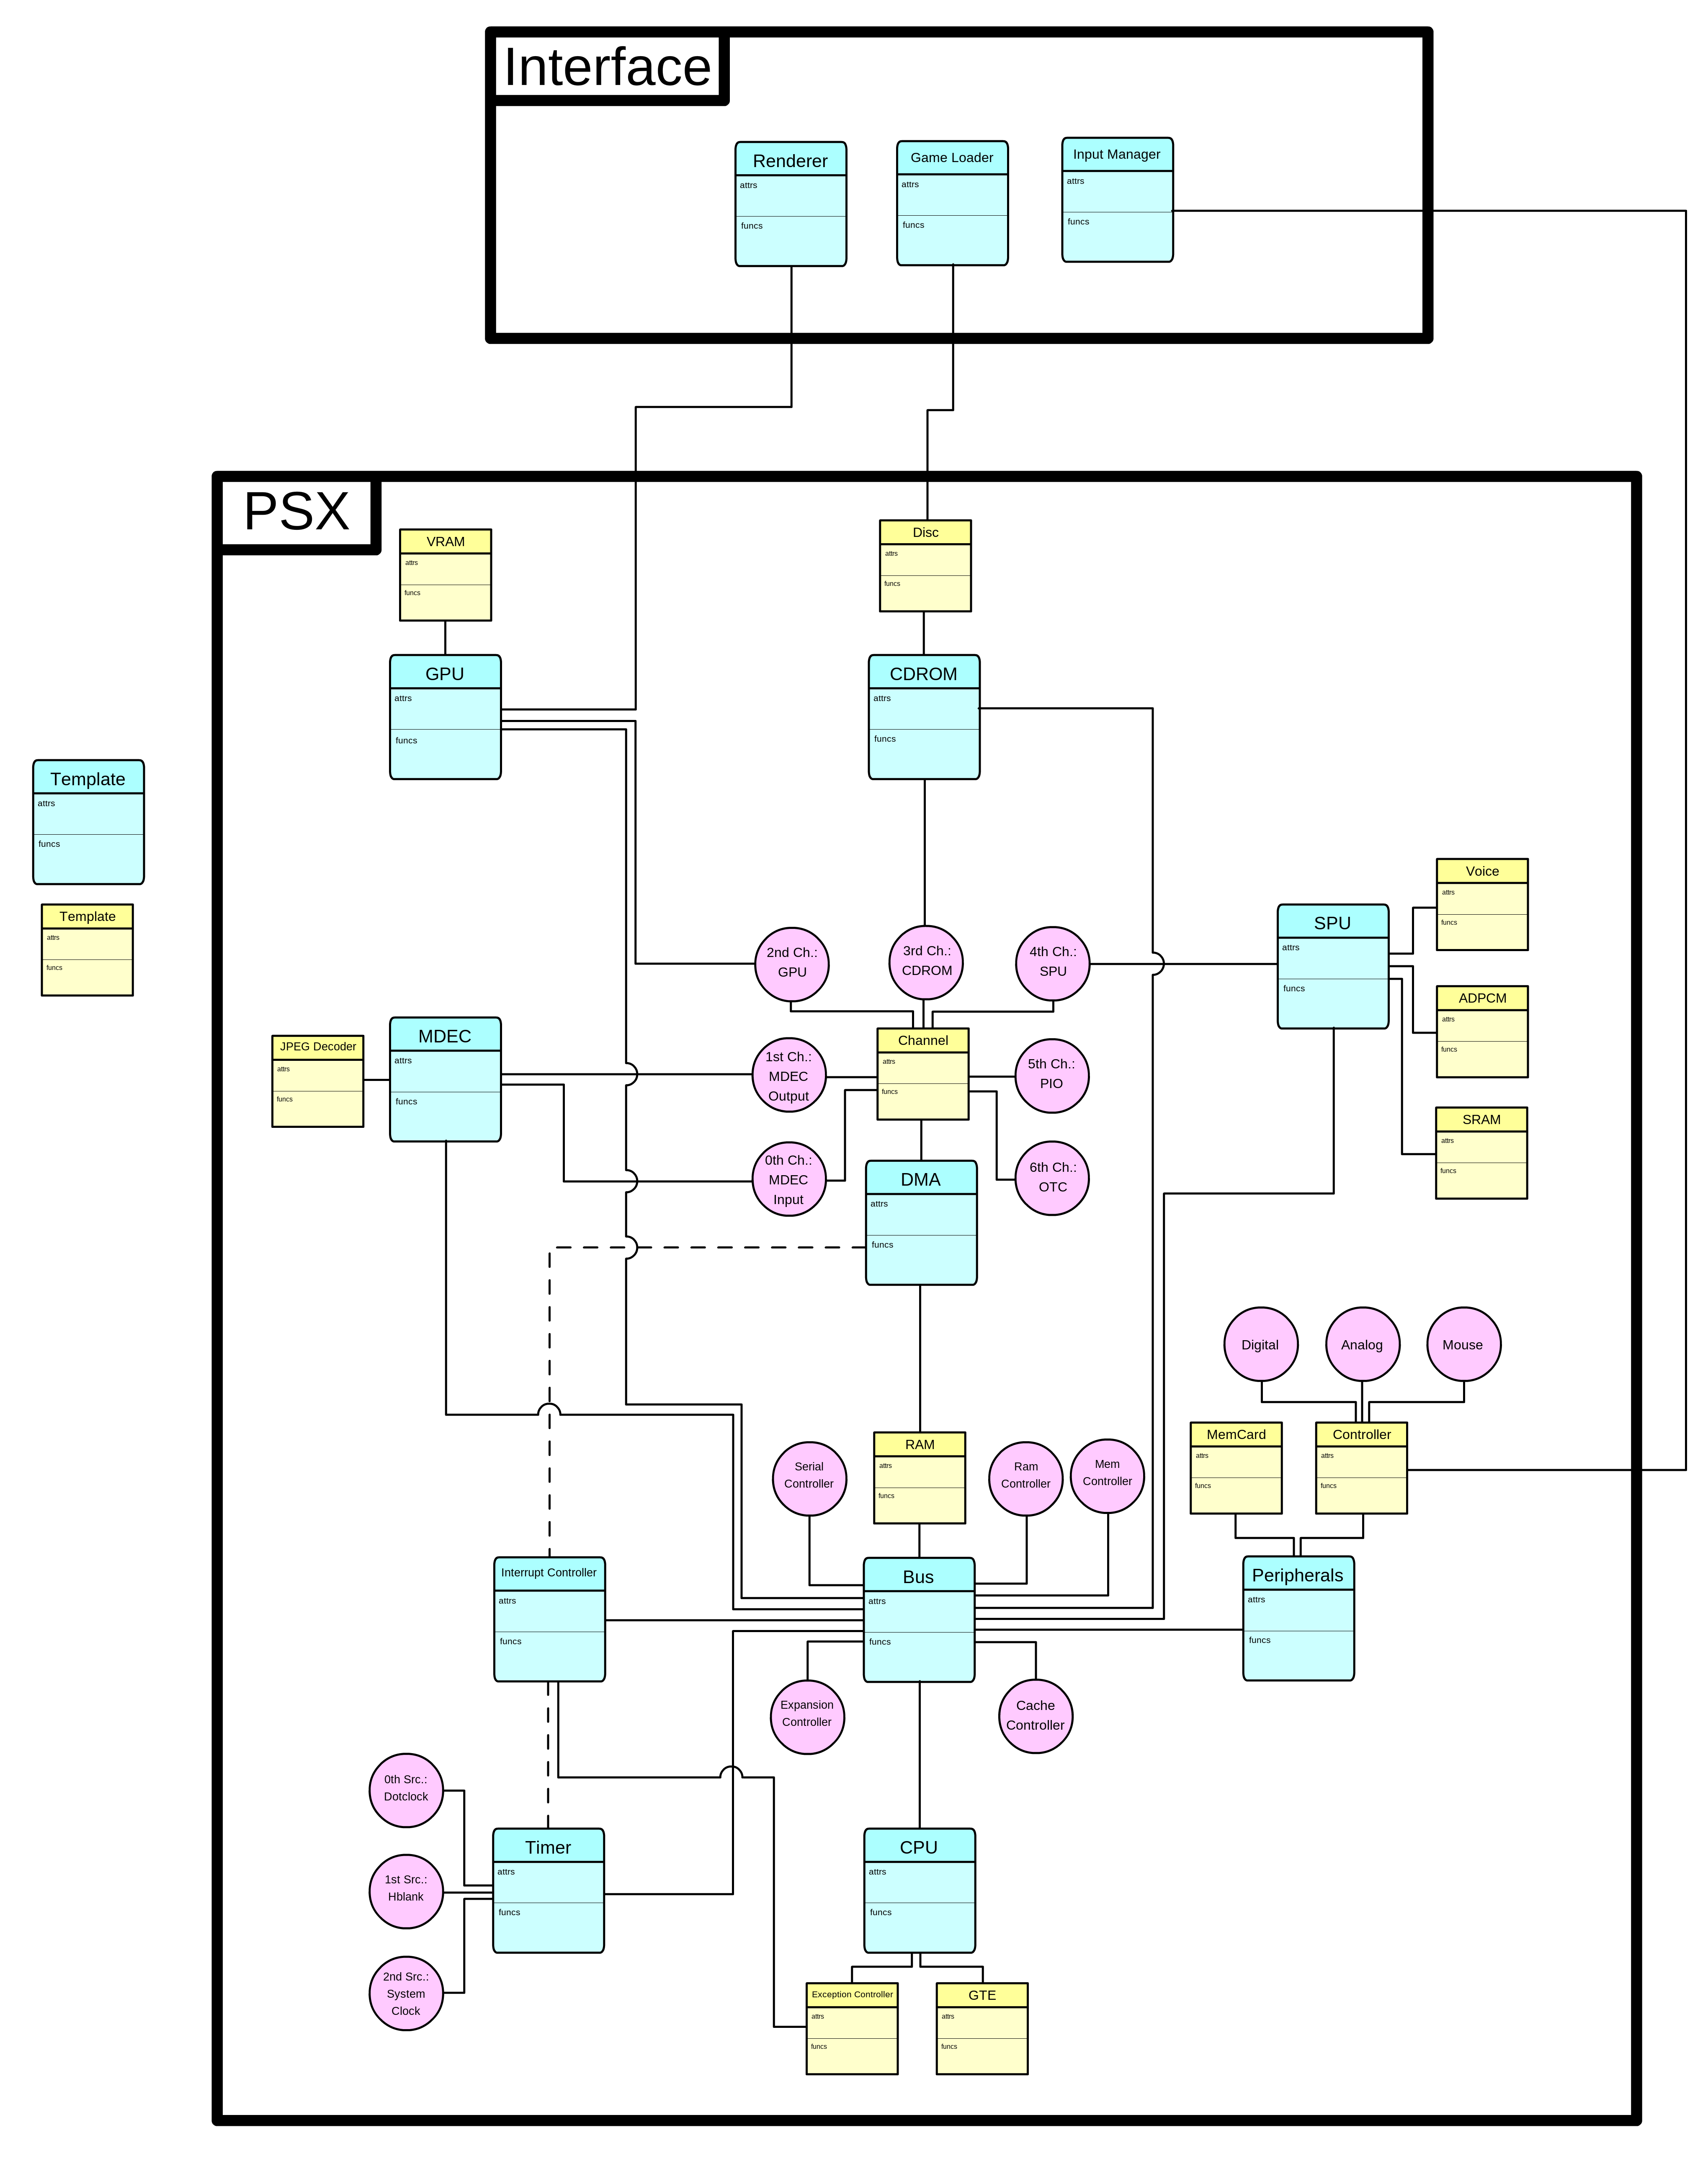 Interface
Renderer
attrs
funcs
Game Loader
attrs
funcs
Input Manager
attrs
funcs
PSX
VRAM
attrs
funcs
Disc
attrs
funcs
GPU
attrs
funcs
CDROM
attrs
funcs
Template
attrs
funcs
Template
attrs
funcs
Voice
attrs
funcs
SPU
attrs
funcs
ADPCM
attrs
funcs
SRAM
attrs
funcs
2nd Ch.:
GPU
3rd Ch.:
CDROM
4th Ch.:
SPU
JPEG Decoder
attrs
funcs
MDEC
attrs
funcs
1st Ch.:
MDEC
Output
Channel
attrs
funcs
5th Ch.:
PIO
0th Ch.:
MDEC
Input
6th Ch.:
OTC
DMA
attrs
funcs
Digital
Analog
Mouse
MemCard
attrs
funcs
Controller
attrs
funcs
Serial
Controller
RAM
attrs
funcs
Ram
Controller
Mem
Controller
Interrupt Controller
attrs
funcs
Bus
attrs
funcs
Peripherals
attrs
funcs
Expansion
Controller
Cache
Controller
0th Src.:
Dotclock
1st Src.:
Hblank
2nd Src.:
System
Clock
Timer
attrs
funcs
CPU
attrs
funcs
Exception Controller
attrs
funcs
GTE
attrs
funcs